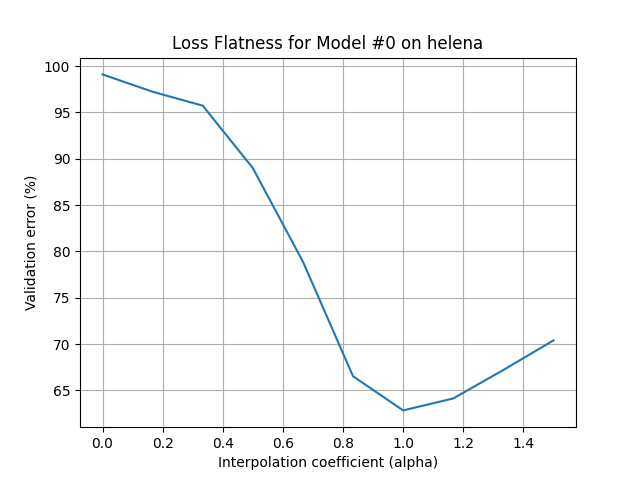 Loss Flatness for Model #0 on helena
Validation error (%)
100
95
90
85
80
75
70
65
0.0 0.2 0.4 0.6 0.8 1.0 1.2 1.4
Interpolation coefficient (alpha)